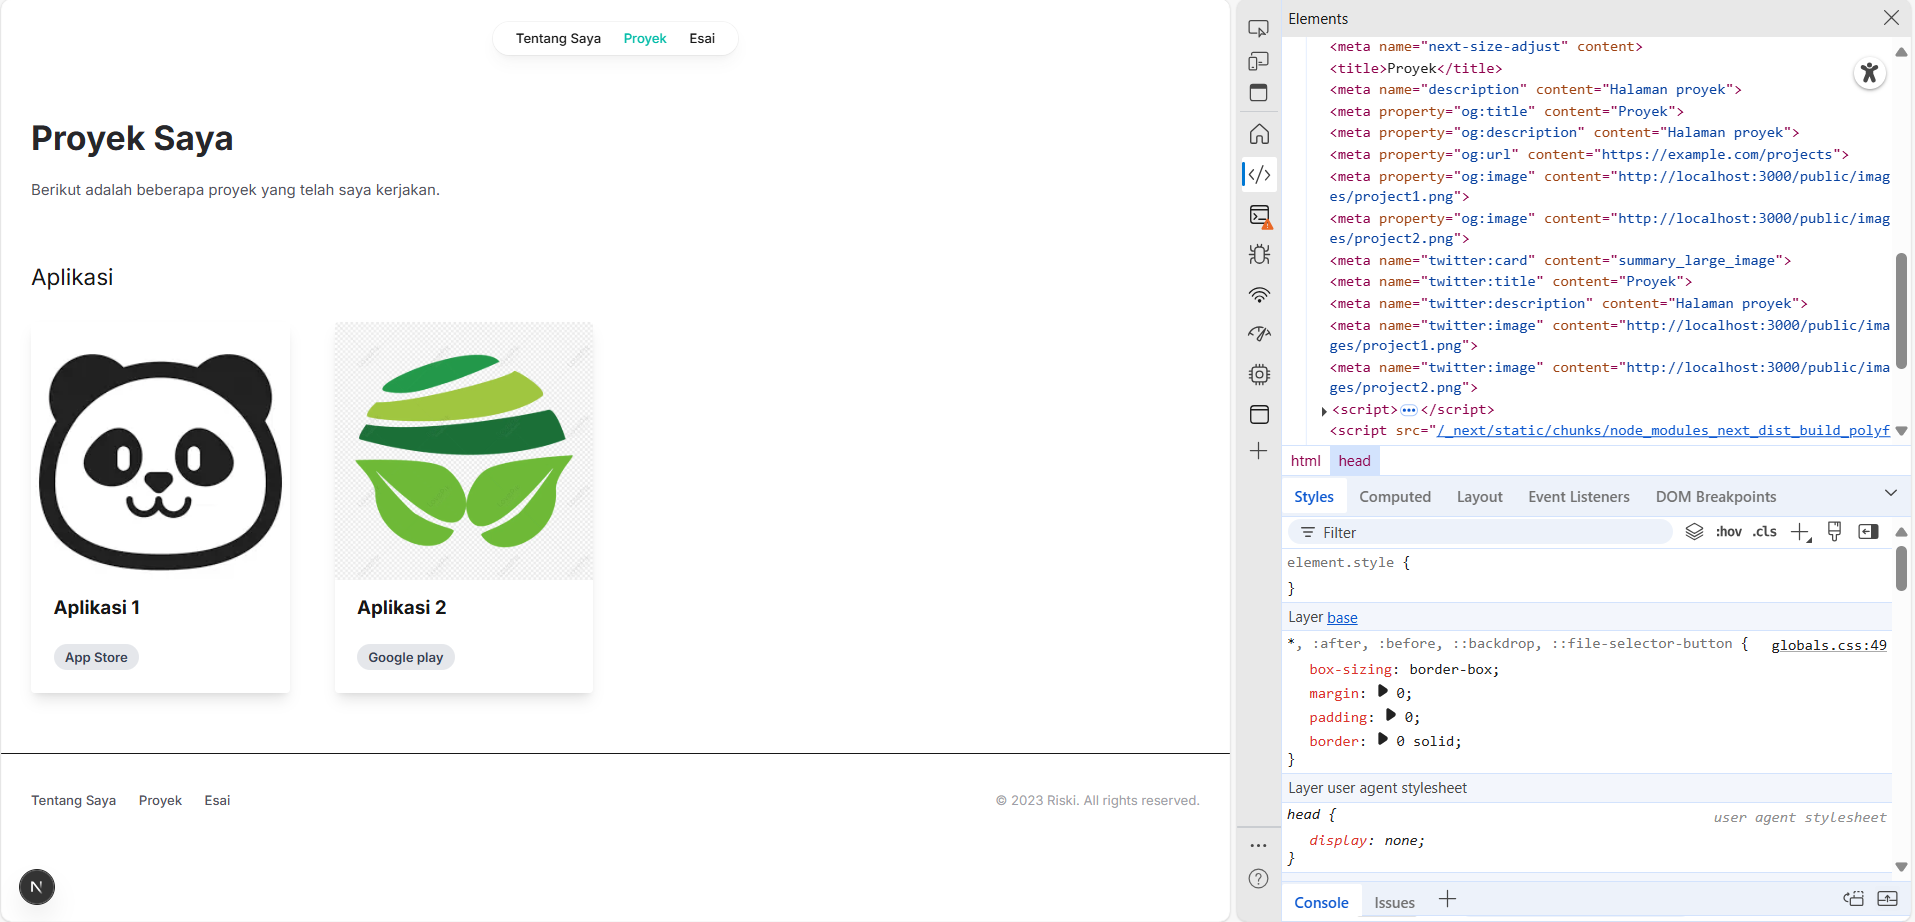 Tentang Saya Proyek Esai
Proyek Saya
Berikut adalah beberapa proyek yang telah saya kerjakan.
Aplikasi
Aplikasi 1
App Store
Aplikasi 2
Google play
Tentang Saya Proyek Esai
© 2023 Riski. All rights reserved.
N
Elements
<meta name="next-size-adjust" content>
<title>Proyek</title>
<meta name="description" content="Halaman proyek">
<meta property="og:title" content="Proyek">
<meta property="og:description" content="Halaman proyek">
<meta property="og:url" content="https://example.com/projects">
<meta property="og:image" content="http://localhost:3000/public/imag
es/project1.png">
<meta property="og:image" content="http://localhost:3000/public/imag
es/project2.png">
<meta name="twitter:card" content="summary_large_image">
<meta name="twitter:title" content="Proyek">
<meta name="twitter:description" content="Halaman proyek">
<meta name="twitter:image" content="http://localhost:3000/public/ima
ges/project1.png">
<meta name="twitter:image" content="http://localhost:3000/public/ima
ges/project2.png">
<script>…</script>
<script src="/_next/static/chunks/node_modules_next_dist_build_polyf
html head
Styles Computed Layout Event Listeners DOM Breakpoints
Filter :hov .cls
element.style {
}
Layer base
*, :after, :before, ::backdrop, ::file-selector-button { globals.css:49
box-sizing: border-box;
margin: 0;
padding: 0;
border: 0 solid;
}
Layer user agent stylesheet
head { user agent stylesheet
display: none;
}
Console Issues